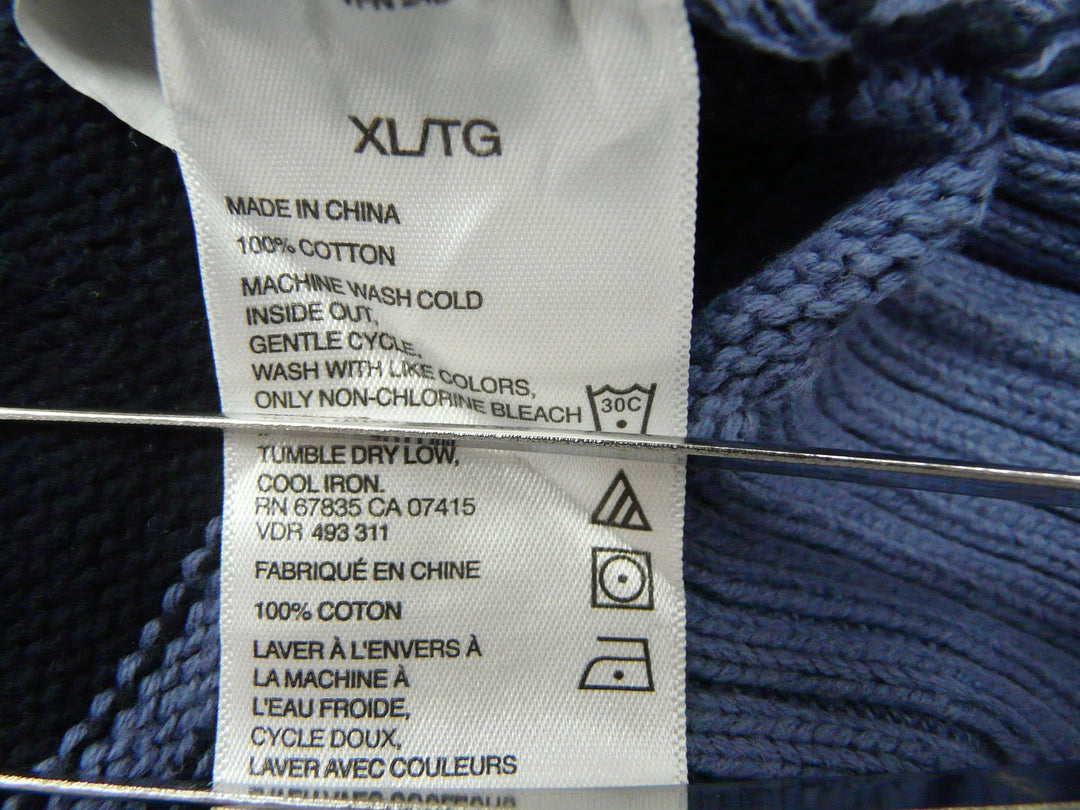 XL/TG
MADE IN CHINA
100% COTTON
MACHINE WASH COLD
INSIDE OUT,
GENTLE CYCLE,
WASH WITH LIKE COLORS,
ONLY NON-CHLORINE BLEACH
30C
TUMBLE DRY LOW,
COOL IRON.
RN 67835 CA 07415
VDR 493 311
FABRIQUÉ EN CHINE
100% COTON
LAVER À L'ENVERS À
LA MACHINE À
L'EAU FROIDE,
CYCLE DOUX,
LAVER AVEC COULEURS